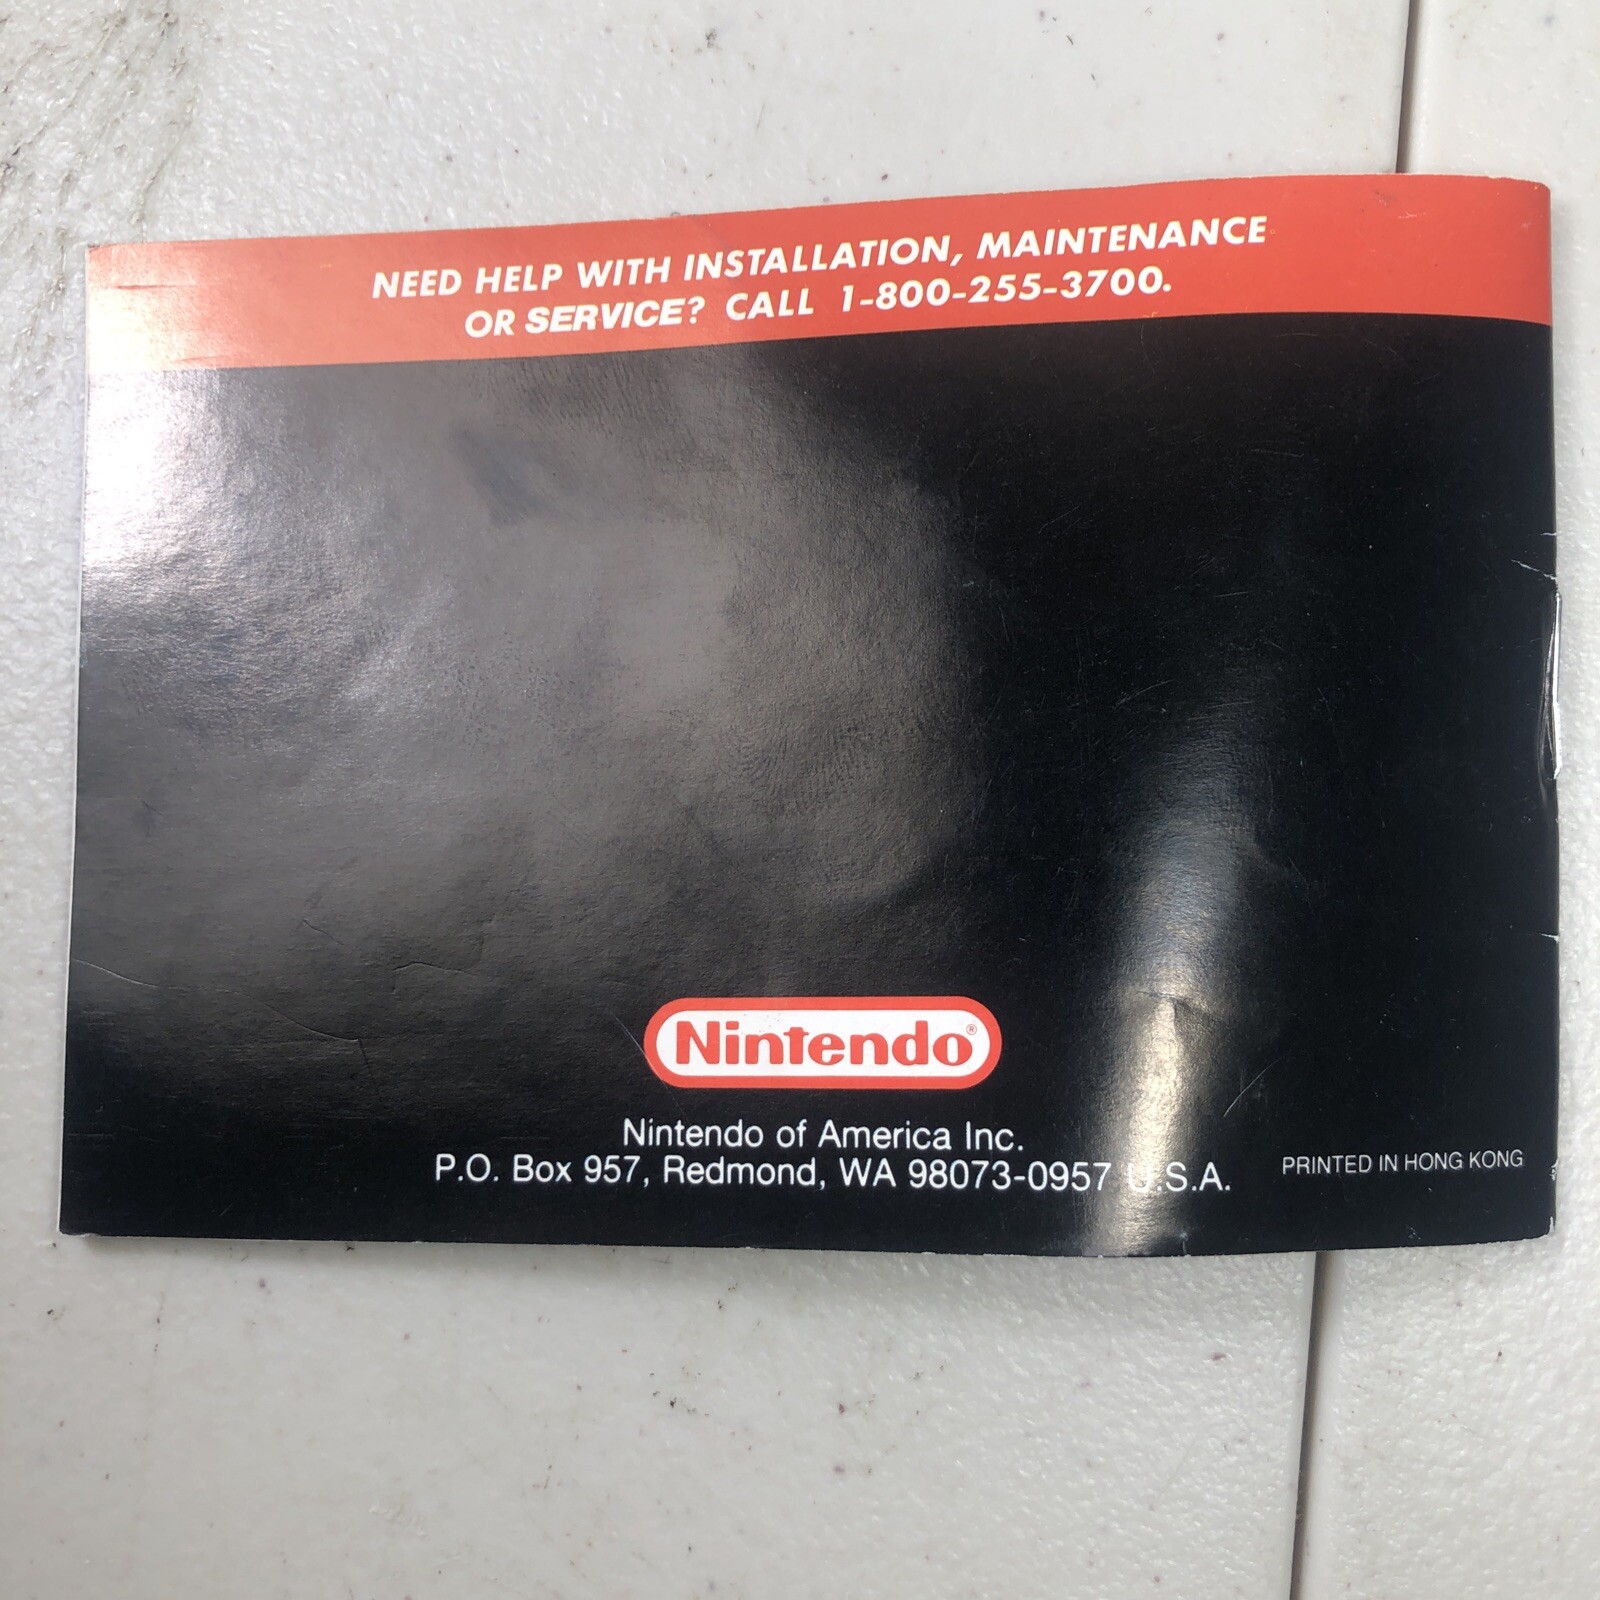 NEED HELP WITH INSTALLATION, MAINTENANCE
OR SERVICE? CALL 1-800-255-3700.
Nintendo®
Nintendo of America Inc.
P.O. Box 957, Redmond, WA 98073-0957 U.S.A.
PRINTED IN HONG KONG